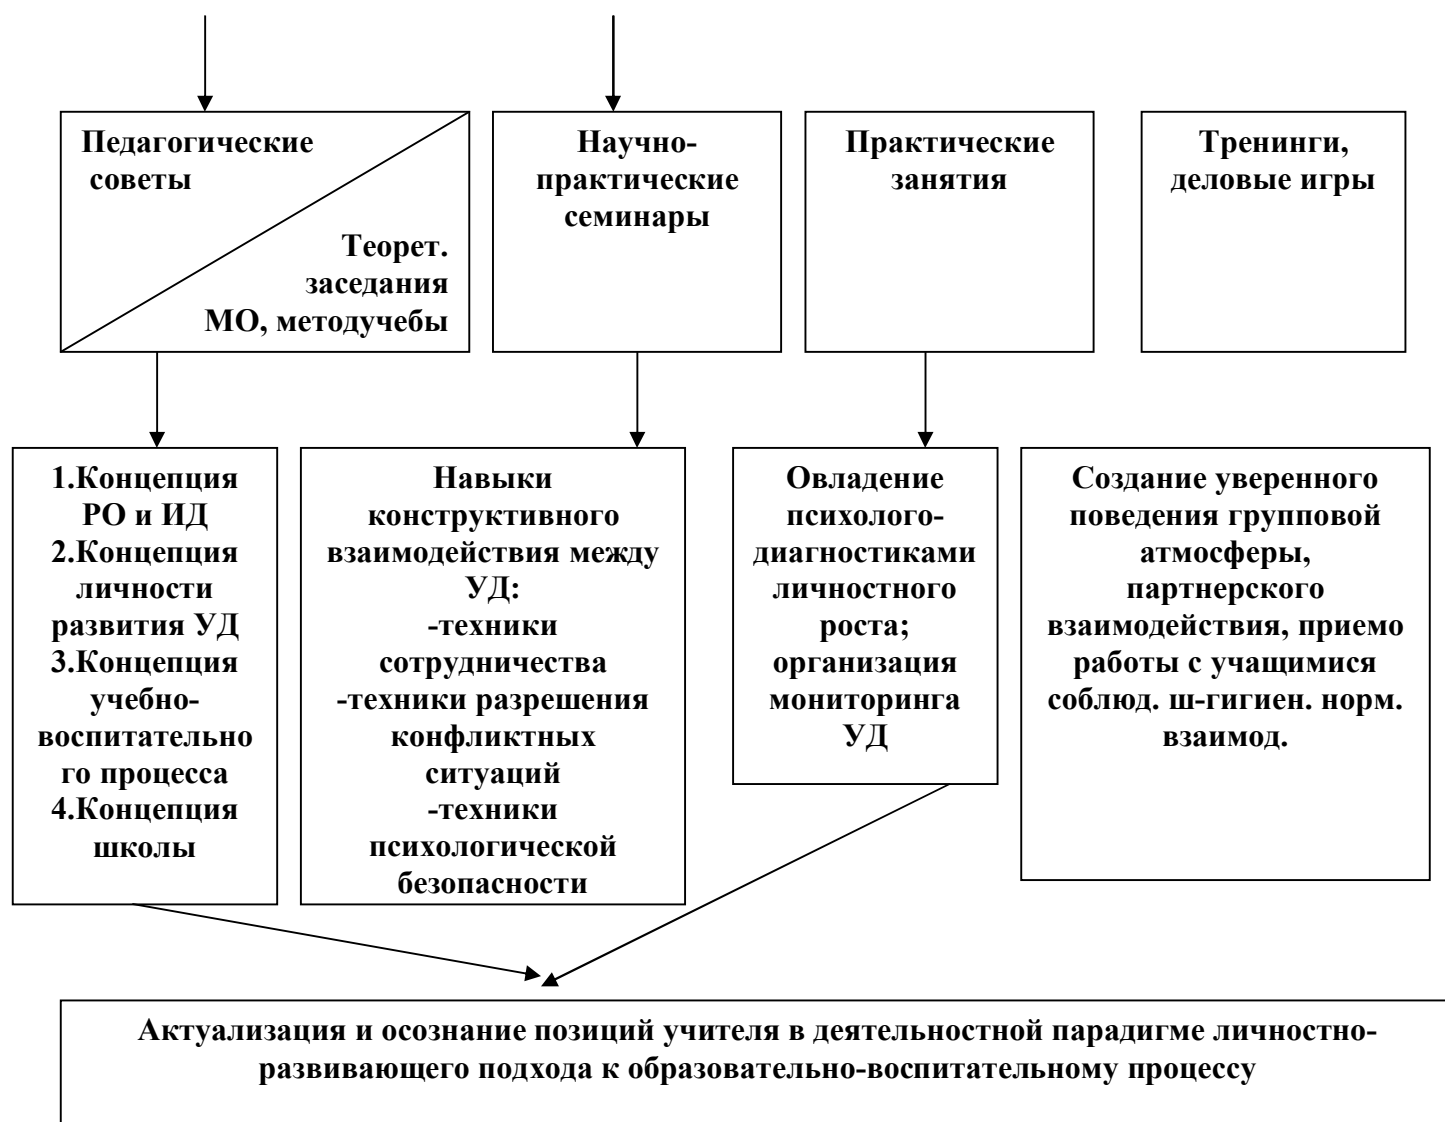 Педагогические
советы
Теорет.
заседания
МО, методучебы
Научно-
практические
семинары
Практические
занятия
Тренинги,
деловые игры
1.Концепция
РО и ИД
2.Концепция
личности
развития УД
3.Концепция
учебно-
воспитательно
го процесса
4.Концепция
школы
Навыки
конструктивного
взаимодействия между
УД:
-техники
сотрудничества
-техники разрешения
конфликтных
ситуаций
-техники
психологической
безопасности
Овладение
психолого-
диагностиками
личностного
роста;
организация
мониторинга
УД
Создание уверенного
поведения групповой
атмосферы,
партнерского
взаимодействия, приемо
работы с учащимися
соблюд. ш-гигиен. норм.
взаимод.
Актуализация и осознание позиций учителя в деятельностной парадигме личностно-
развивающего подхода к образовательно-воспитательному процессу